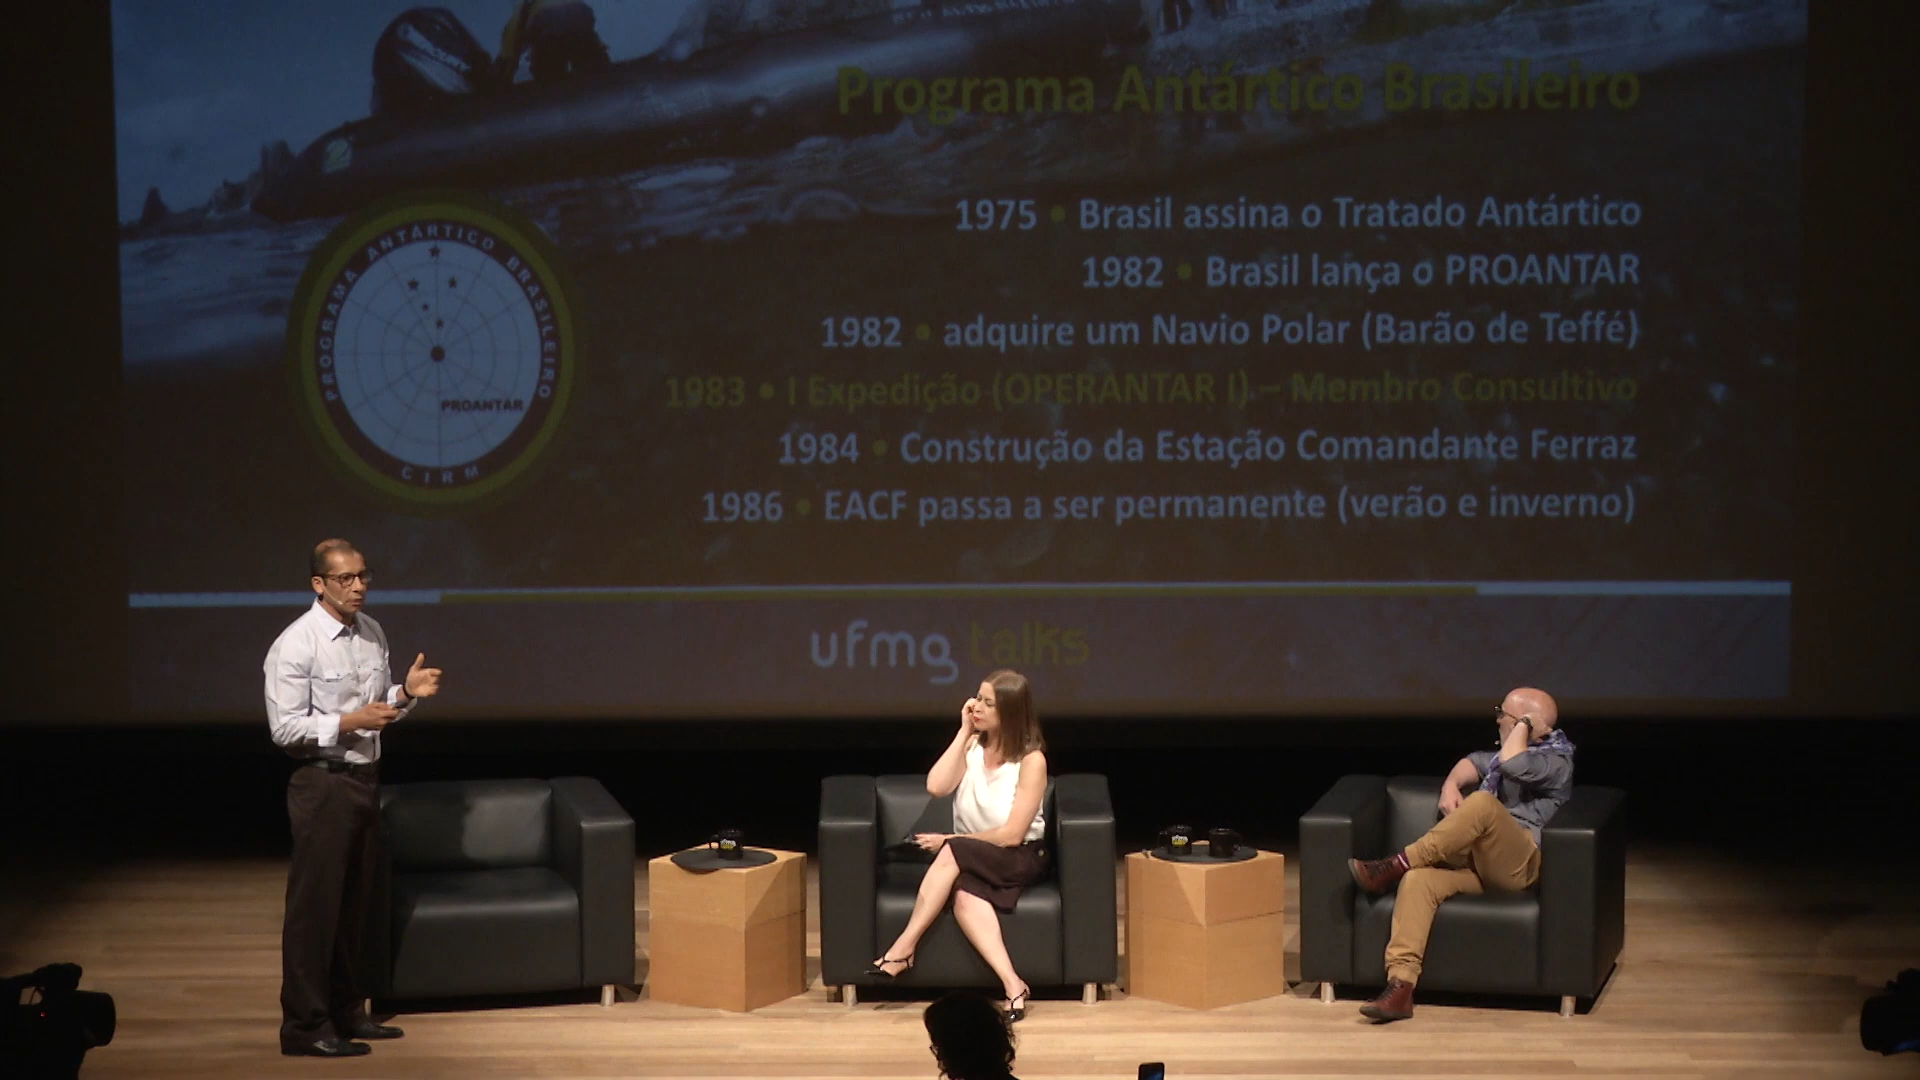 Programa Antártico Brasileiro
1975 • Brasil assina o Tratado Antártico
1982 • Brasil lança o PROANTAR
1982 • adquire um Navio Polar (Barão de Teffé)
1983 • I Expedição (OPERANTAR I) – Membro Consultivo
1984 • Construção da Estação Comandante Ferraz
1986 • EACF passa a ser permanente (verão e inverno)
PROGRAMA ANTÁRTICO BRASILEIRO
PROANTAR
CIRM
2
ufmg talks
ufmg